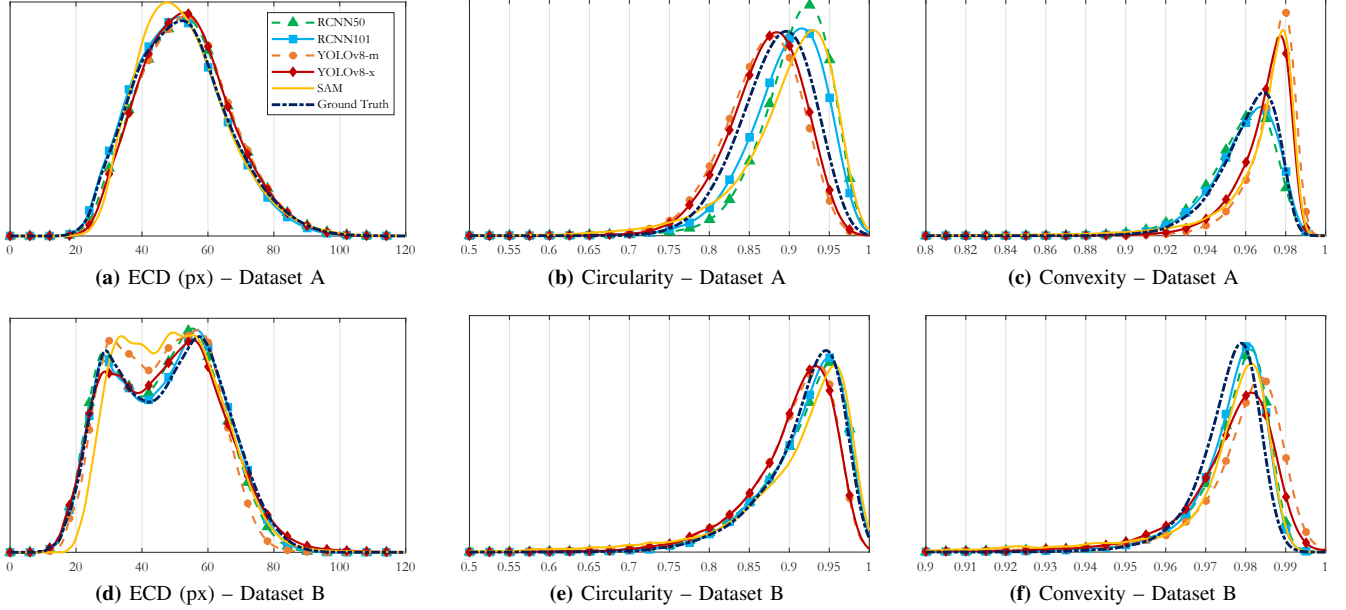 RCNN50
RCNN101
YOLOv8-m
YOLOv8-x
SAM
Ground Truth
0 20 40 60 80 100 120
(a) ECD (px) – Dataset A
0.5 0.55 0.6 0.65 0.7 0.75 0.8 0.85 0.9 0.95 1
(b) Circularity – Dataset A
0.8 0.82 0.84 0.86 0.88 0.9 0.92 0.94 0.96 0.98 1
(c) Convexity – Dataset A
0 20 40 60 80 100 120
(d) ECD (px) – Dataset B
0.5 0.55 0.6 0.65 0.7 0.75 0.8 0.85 0.9 0.95 1
(e) Circularity – Dataset B
0.9 0.91 0.92 0.93 0.94 0.95 0.96 0.97 0.98 0.99 1
(f) Convexity – Dataset B